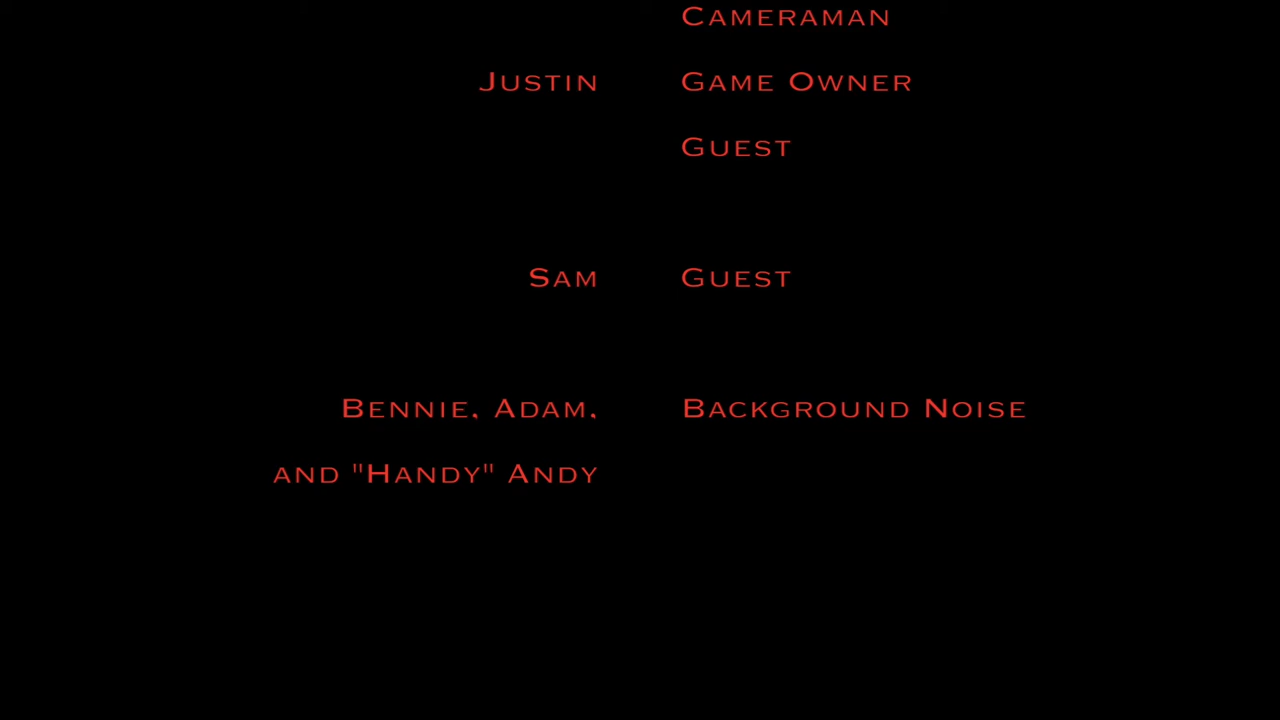 Cameraman
Justin Game Owner
Guest
Sam Guest
Bennie, Adam, Background Noise
and "Handy" Andy